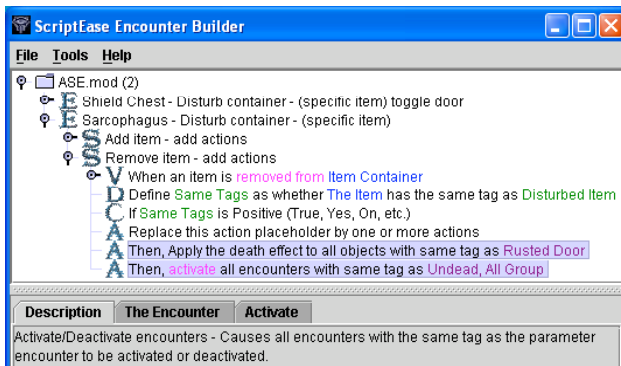 ScriptEase Encounter Builder
File Tools Help
ASE.mod (2)
E Shield Chest - Disturb container - (specific item) toggle door
E Sarcophagus - Disturb container - (specific item)
S Add item - add actions
S Remove item - add actions
V When an item is removed from Item Container
D Define Same Tags as whether The Item has the same tag as Disturbed Item
C If Same Tags is Positive (True, Yes, On, etc.)
A Replace this action placeholder by one or more actions
A Then, Apply the death effect to all objects with same tag as Rusted Door
A Then, activate all encounters with same tag as Undead, All Group
Description The Encounter Activate
Activate/Deactivate encounters - Causes all encounters with the same tag as the parameter
encounter to be activated or deactivated.